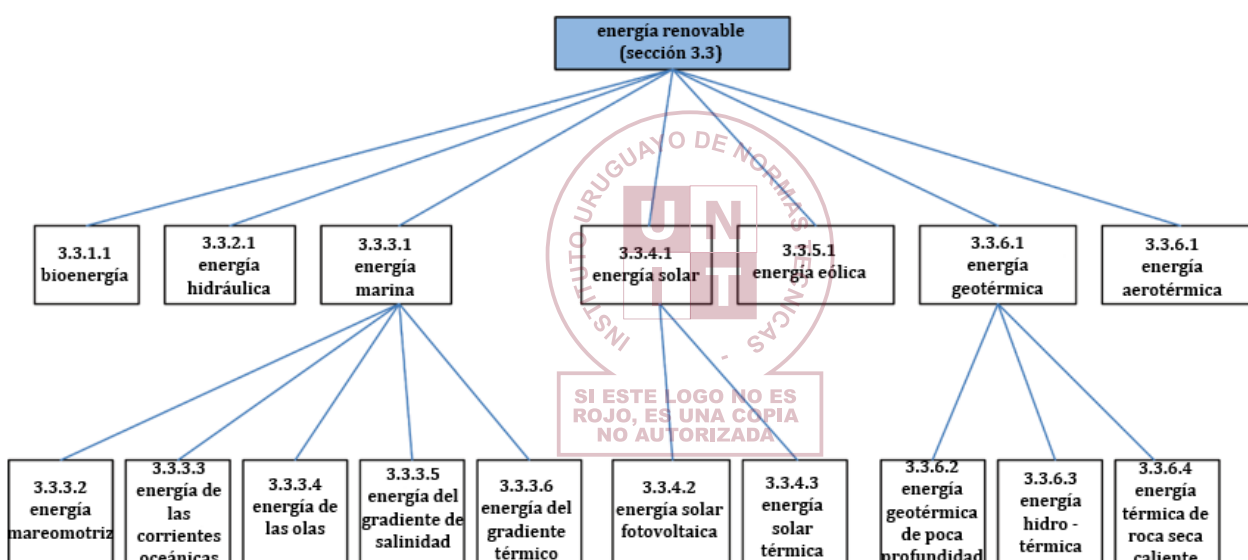 energía renovable
(sección 3.3)
INSTITUTO URUGUAYO DE NORMAS TECNICAS -
U N
I T
3.3.1.1
bioenergía
3.3.2.1
energía
hidráulica
3.3.3.1
energía
marina
3.3.4.1
energía solar
3.3.5.1
energía eólica
3.3.6.1
energía
geotérmica
3.3.6.1
energía
aerotérmica
SI ESTE LOGO NO ES
ROJO, ES UNA COPIA
NO AUTORIZADA
3.3.3.2
energía
mareomotriz
3.3.3.3
energía de
las
corrientes
oceánicas
3.3.3.4
energía de
las olas
3.3.3.5
energía del
gradiente de
salinidad
3.3.3.6
energía del
gradiente
térmico
3.3.4.2
energía solar
fotovoltaica
3.3.4.3
energía
solar
térmica
3.3.6.2
energía
geotérmica
de poca
profundidad
3.3.6.3
energía
hidro -
térmica
3.3.6.4
energía
térmica de
roca seca
caliente